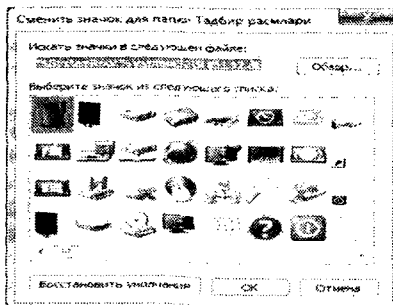 Сменить значок для папки Тадбир расмлари
Искать значки в следующем файле:
Обзор...
Выберите значок из следующего списка:
Восстановить умолчания
ОК
Отмена